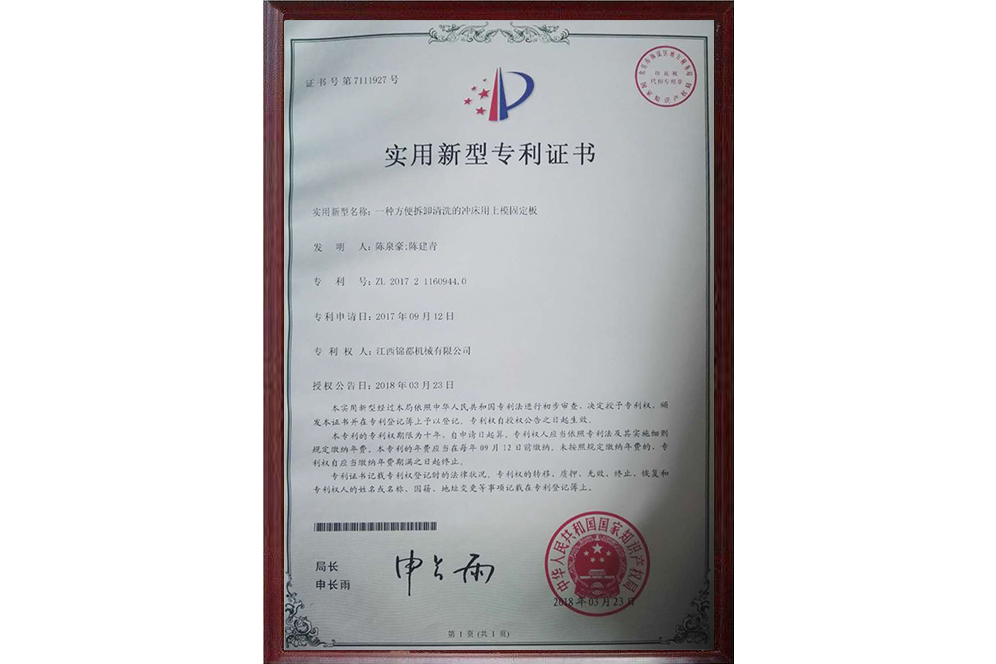 证书号第7111927号
实用新型专利证书
实用新型名称：一种方便拆卸清洗的冲床用上模固定板
发明人：陈泉豪;陈建青
专利号：ZL 2017 2 1160944.0
专利申请日：2017年09月12日
专利权人：江西锦邵机械有限公司
授权公告日：2018年03月23日
本实用新型经过本局依照中华人民共和国专利法进行初步审查，决定授予专利权，颁
发本证书并在专利登记簿上予以登记。专利权自授权公告之日起生效。
本专利的专利权期限为十年，自申请日起算。专利权人应当依照专利法及其实施细则
规定缴纳年费。本专利的年费应当在每年09月12日前缴纳。未按照规定缴纳年费的，专
利权自应当缴纳年费期满之日起终止。
专利证书记载专利权登记时的法律状况。专利权的转移、质押、无效、终止、恢复和
专利权人的姓名或名称、国籍、地址变更等事项记载在专利登记簿上。
局长
申长雨
申长雨
中华人民共和国国家知识产权局
2018年03月23日
第1页(共1页)